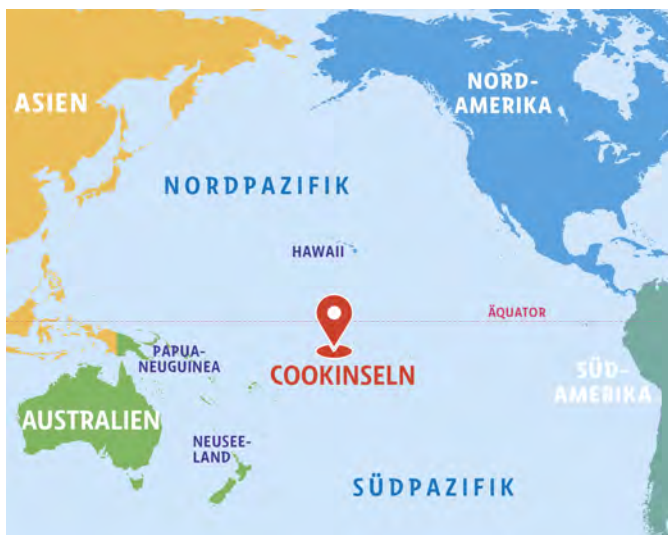 ASIEN
NORD-
AMERIKA
NORDPAZIFIK
HAWAII
ÄQUATOR
PAPUA-
NEUGUINEA
COOKINSELN
SÜD-
AMERIKA
AUSTRALIEN
NEUSEE-
LAND
SÜDPAZIFIK